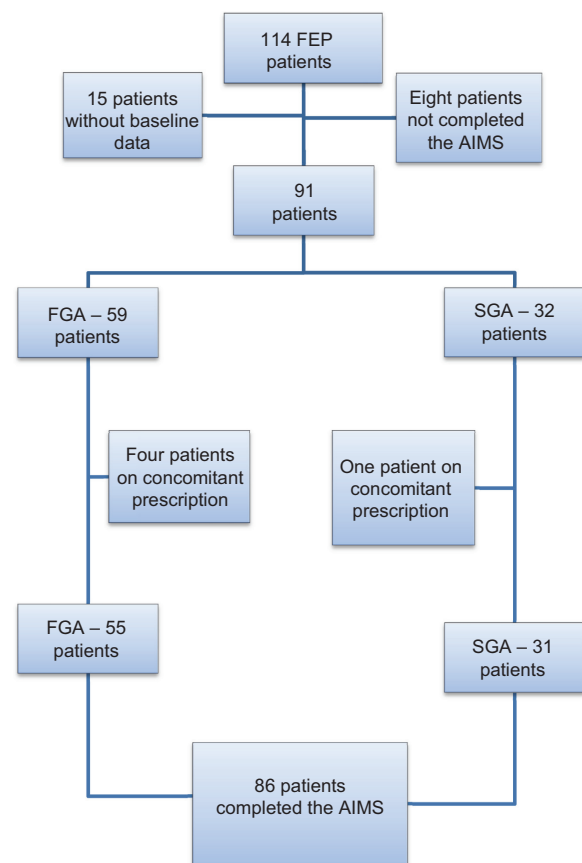 114 FEP
patients
15 patients
without baseline
data
Eight patients
not completed
the AIMS
91
patients
FGA – 59
patients
SGA – 32
patients
Four patients
on concomitant
prescription
One patient on
concomitant
prescription
FGA – 55
patients
SGA – 31
patients
86 patients
completed the AIMS